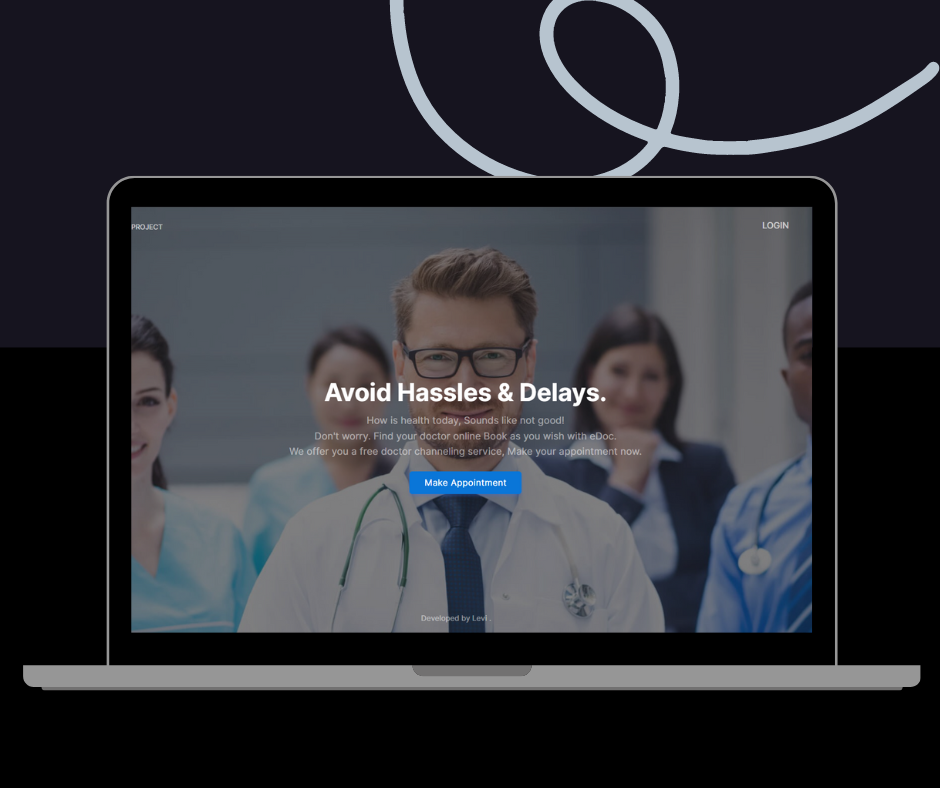 PROJECT
LOGIN
Avoid Hassles & Delays.
How is health today, Sounds like not good!
Don't worry. Find your doctor online Book as you wish with eDoc.
We offer you a free doctor channeling service, Make your appointment now.
Make Appointment
Developed by Levi .